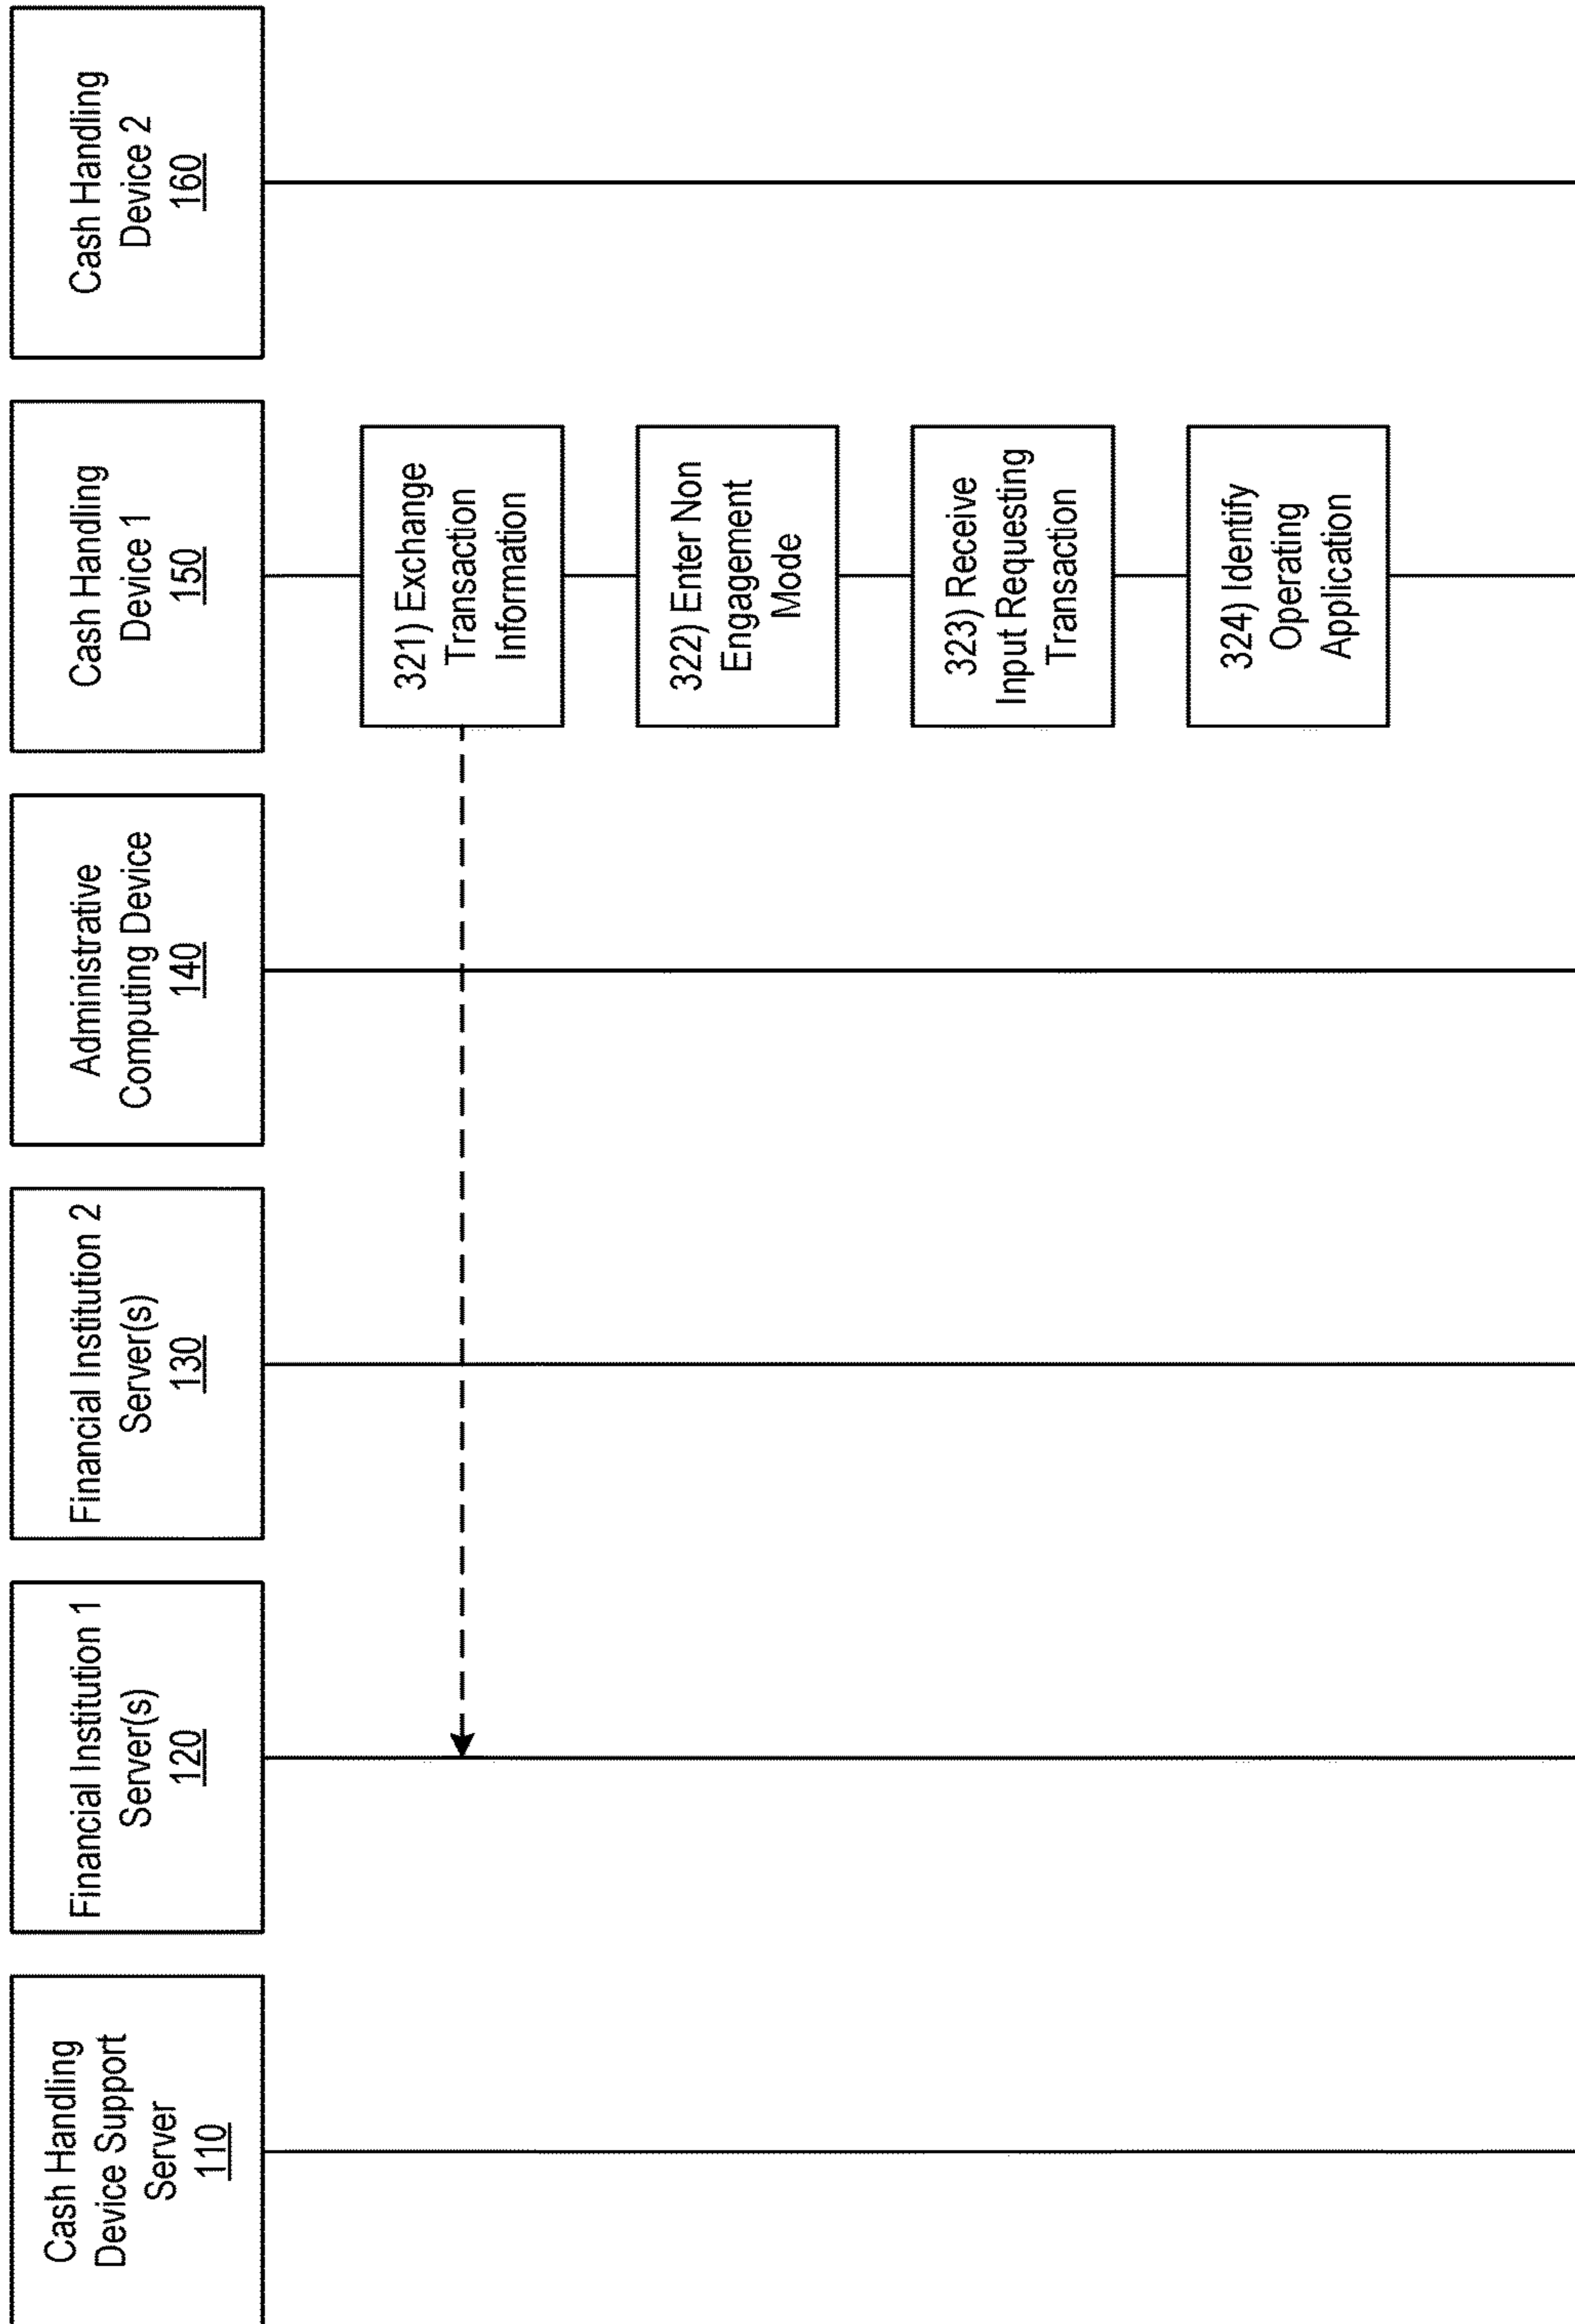 Cash Handling
Device Support
Server
110
Financial Institution 1
Server(s)
120
Financial Institution 2
Server(s)
130
Administrative
Computing Device
140
Cash Handling
Device 1
150
Cash Handling
Device 2
160
321) Exchange
Transaction
Information
322) Enter Non
Engagement
Mode
323) Receive
Input Requesting
Transaction
324) Identify
Operating
Application